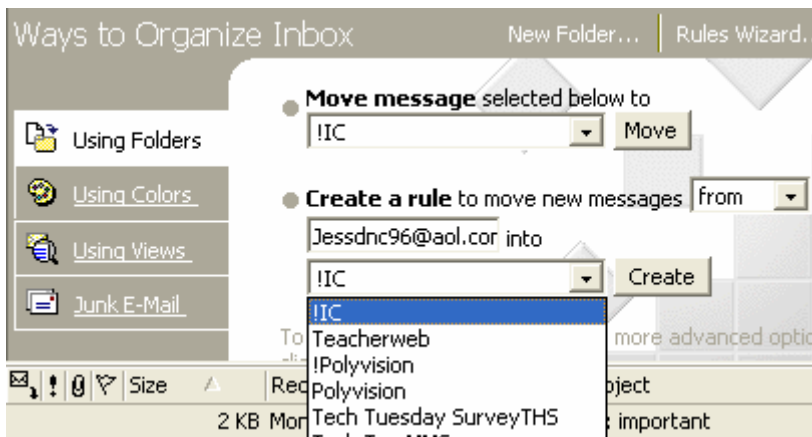 Ways to Organize Inbox New Folder... Rules Wizard.
Move message selected below to
!IC Move
Using Folders
Create a rule to move new messages from
Using Colors
Jessdnc96@aol.cor into
Using Views
!IC Create
Junk E-Mail
!IC
Teacherweb
To more advanced optio
!Polyvision
Polyvision
Size Rec bject
Tech Tuesday SurveyTHS
2 KB Mon : important